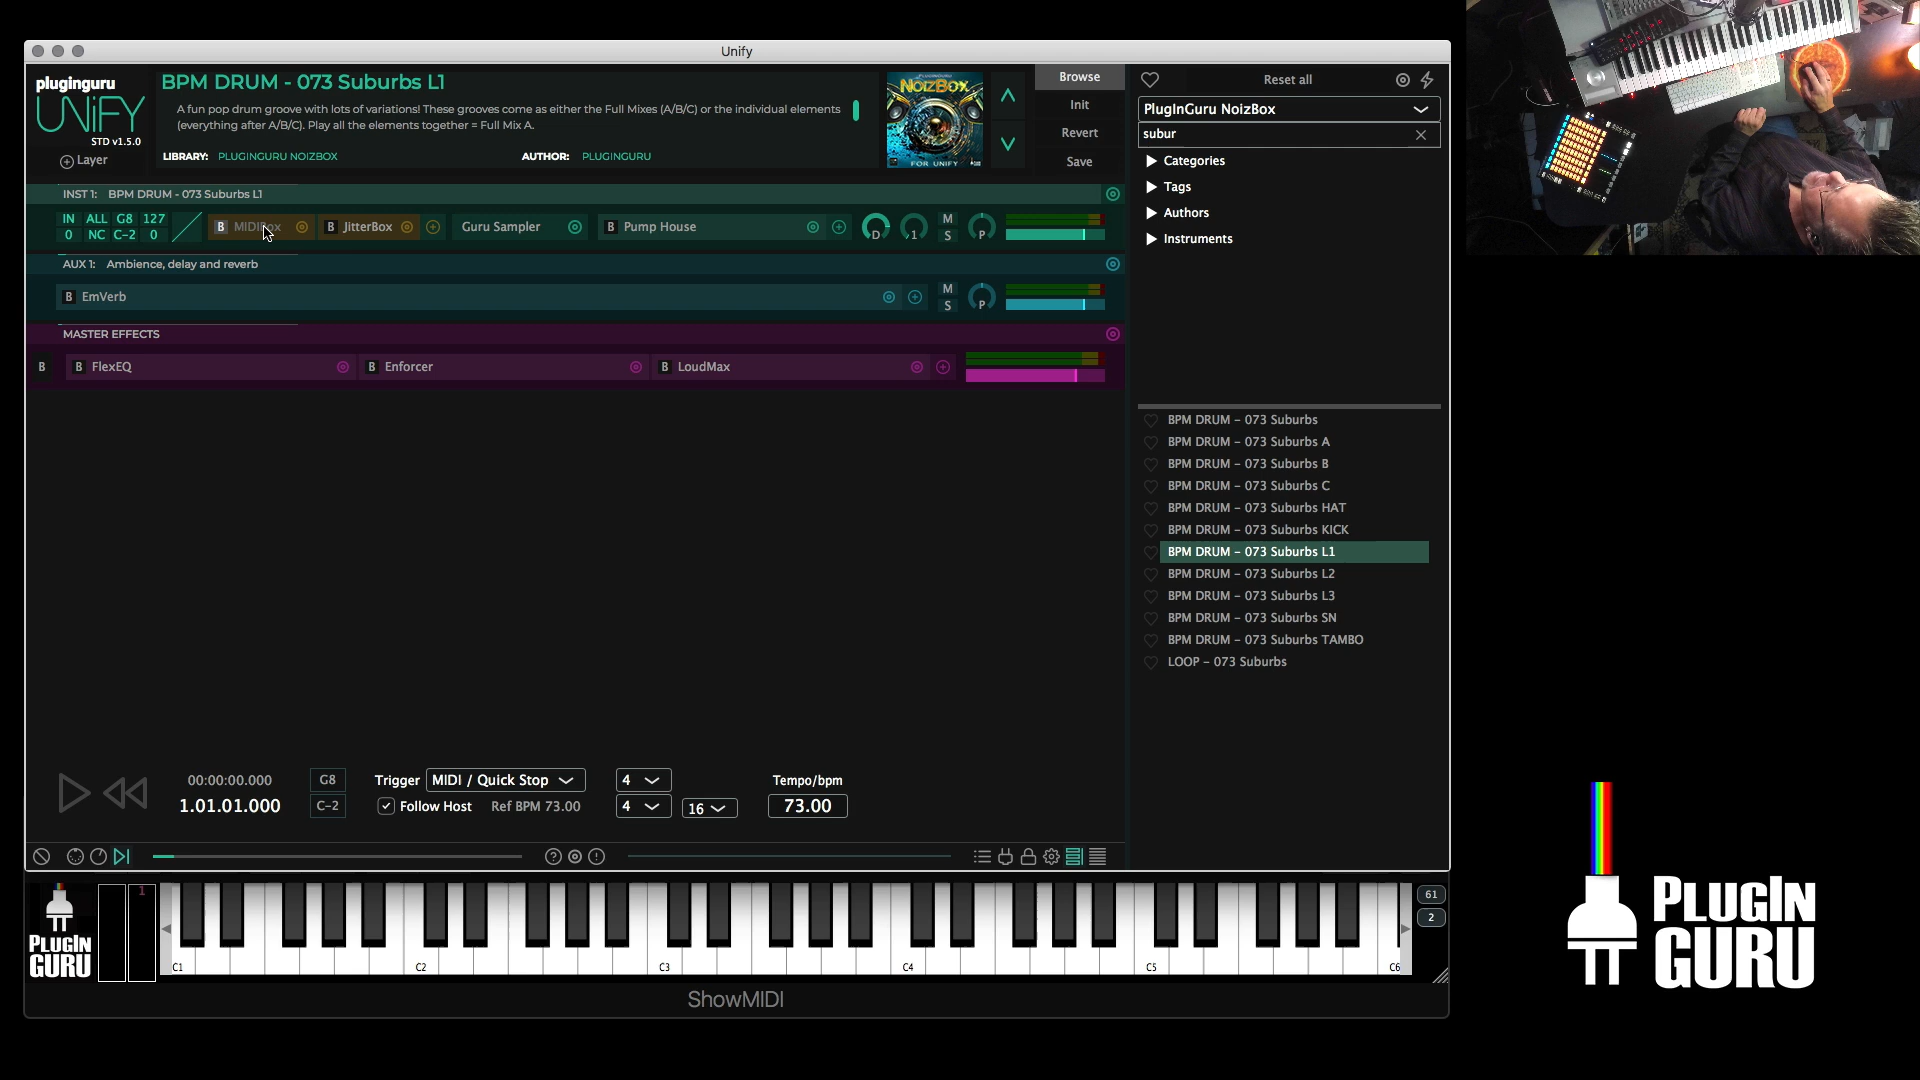 Unify
pluginguru
UNiFY
STD v1.5.0
Layer
BPM DRUM - 073 Suburbs L1
A fun pop drum groove with lots of variations! These grooves come as either the Full Mixes (A/B/C) or the individual elements
(everything after A/B/C). Play all the elements together = Full Mix A.
LIBRARY: PLUGINGURU NOIZBOX AUTHOR: PLUGINGURU
NOIZBOX
FOR UNIFY
Browse
Init
Revert
Save
Reset all
PlugInGuru NoizBox
subur
Categories
Tags
Authors
Instruments
INST 1: BPM DRUM - 073 Suburbs L1
IN ALL G8 127
0 NC C-2 0
B MIDIBox B JitterBox Guru Sampler B Pump House D 1 M S P
AUX 1: Ambience, delay and reverb
B EmVerb M S P
MASTER EFFECTS
B B FlexEQ B Enforcer B LoudMax
BPM DRUM – 073 Suburbs
BPM DRUM – 073 Suburbs A
BPM DRUM – 073 Suburbs B
BPM DRUM – 073 Suburbs C
BPM DRUM – 073 Suburbs HAT
BPM DRUM – 073 Suburbs KICK
BPM DRUM – 073 Suburbs L1
BPM DRUM – 073 Suburbs L2
BPM DRUM – 073 Suburbs L3
BPM DRUM – 073 Suburbs SN
BPM DRUM – 073 Suburbs TAMBO
LOOP – 073 Suburbs
00:00:00.000 G8 Trigger MIDI / Quick Stop 4 Tempo/bpm
1.01.01.000 C-2 Follow Host Ref BPM 73.00 4 16 73.00
PLUGIN
GURU
1
C1 C2 C3 C4 C5 C6
61
2
ShowMIDI
PLUGIN
GURU